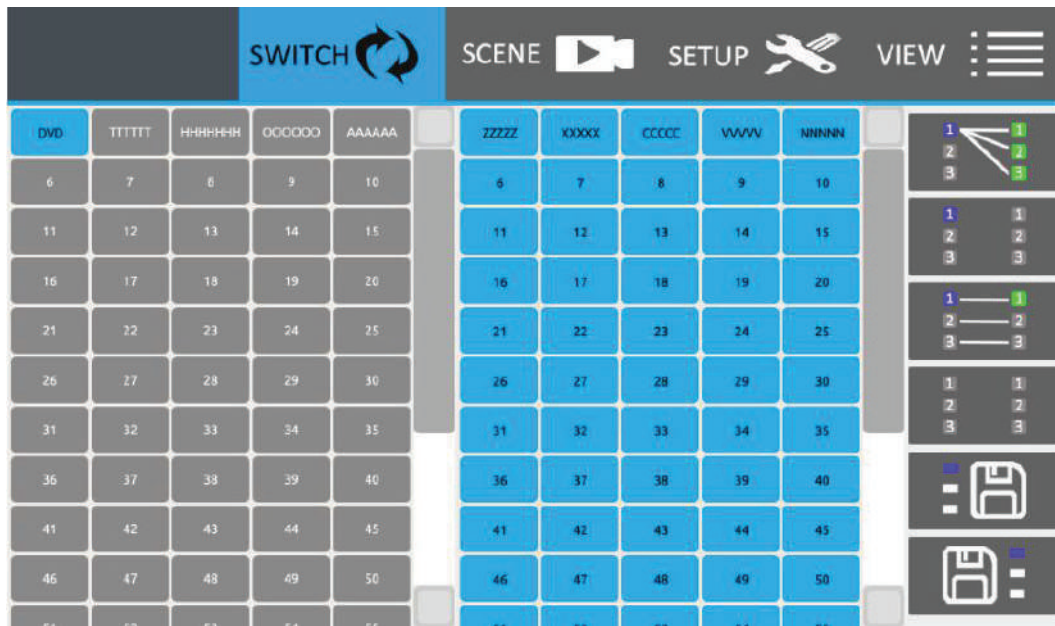 SWITCH SCENE SETUP VIEW
DVD TTTTTT HHHHHHH OOOOOO AAAAAA ZZZZZ XXXXX CCCCC VVVVV NNNNN
6 7 8 9 10 6 7 8 9 10
11 12 13 14 15 11 12 13 14 15
16 17 18 19 20 16 17 18 19 20
21 22 23 24 25 21 22 23 24 25
26 27 28 29 30 26 27 28 29 30
31 32 33 34 35 31 32 33 34 35
36 37 38 39 40 36 37 38 39 40
41 42 43 44 45 41 42 43 44 45
46 47 48 49 50 46 47 48 49 50
1 1
2 2
3 3
1 1
2 2
3 3
1 1
2 2
3 3
1 1
2 2
3 3